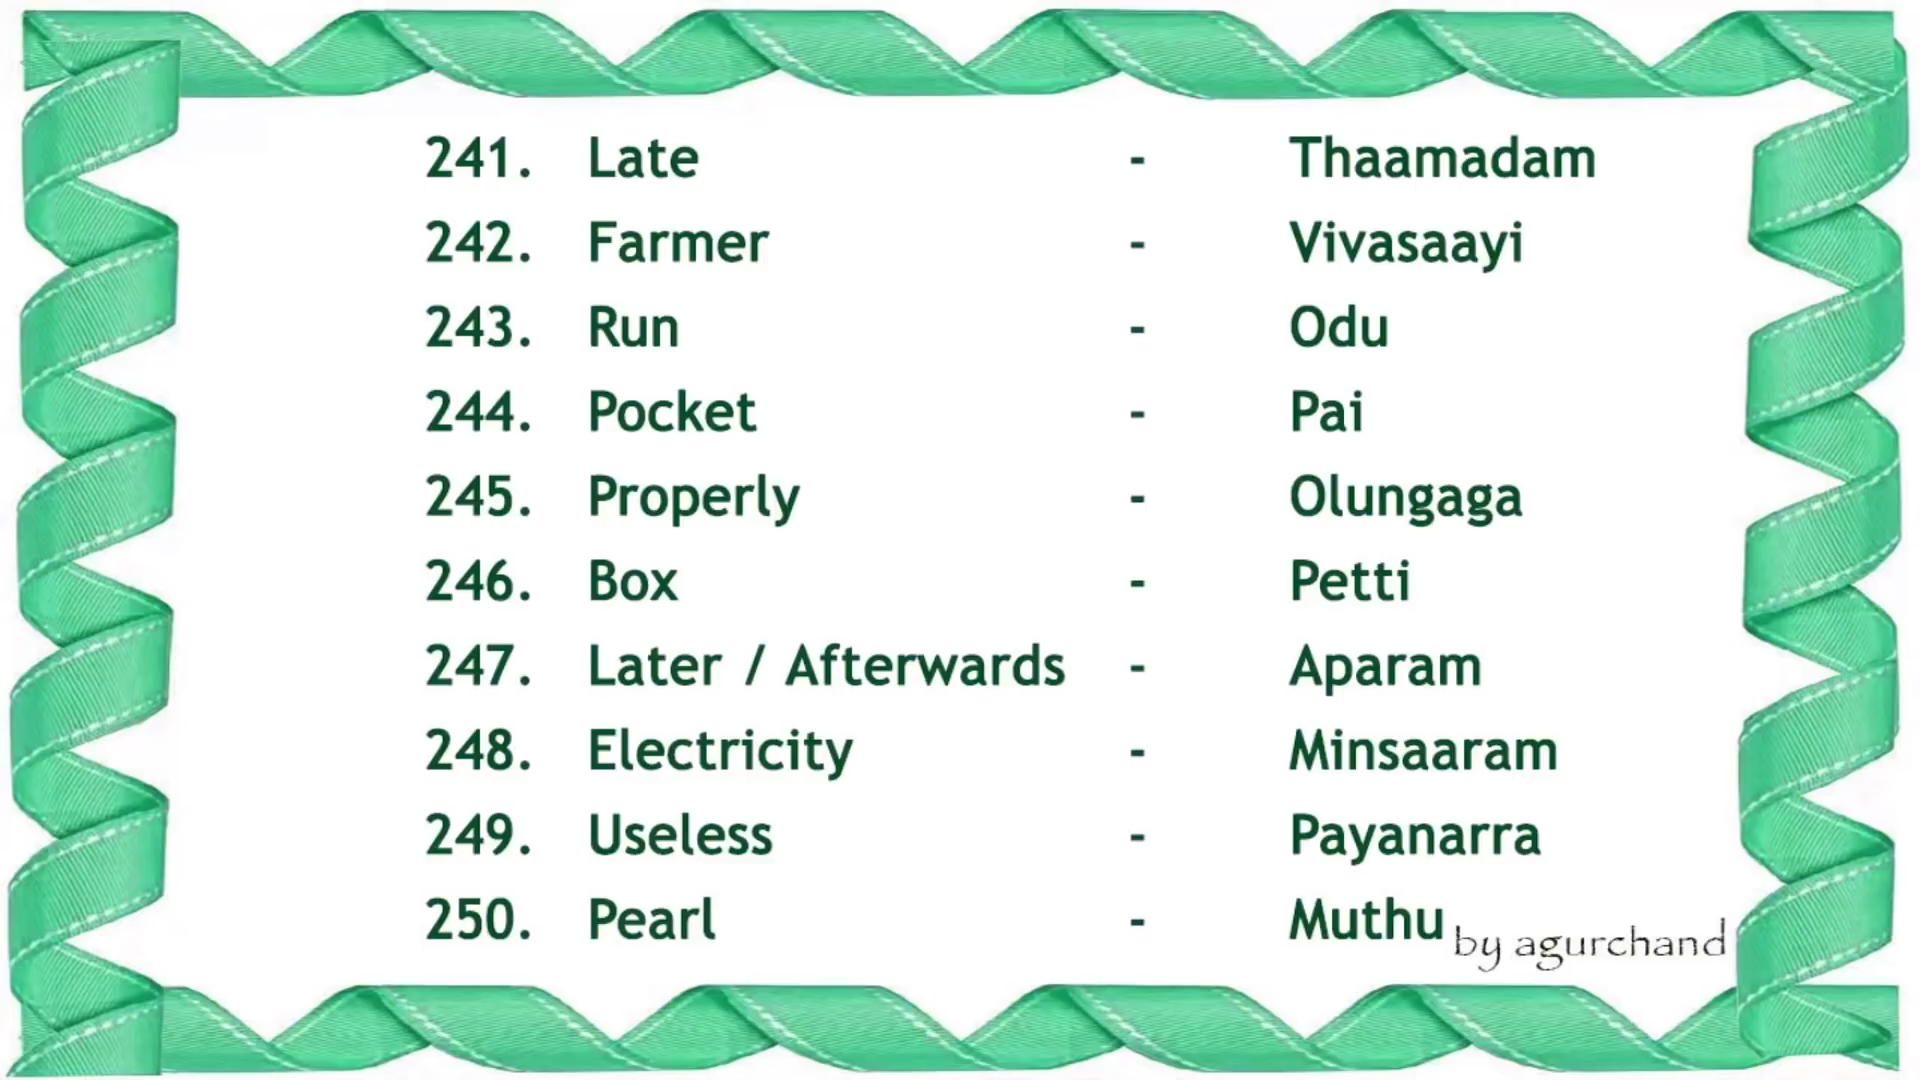 241. Late - Thaamadam
242. Farmer - Vivasaayi
243. Run - Odu
244. Pocket - Pai
245. Properly - Olungaga
246. Box - Petti
247. Later / Afterwards - Aparam
248. Electricity - Minsaaram
249. Useless - Payanarra
250. Pearl - Muthu
by agurchand